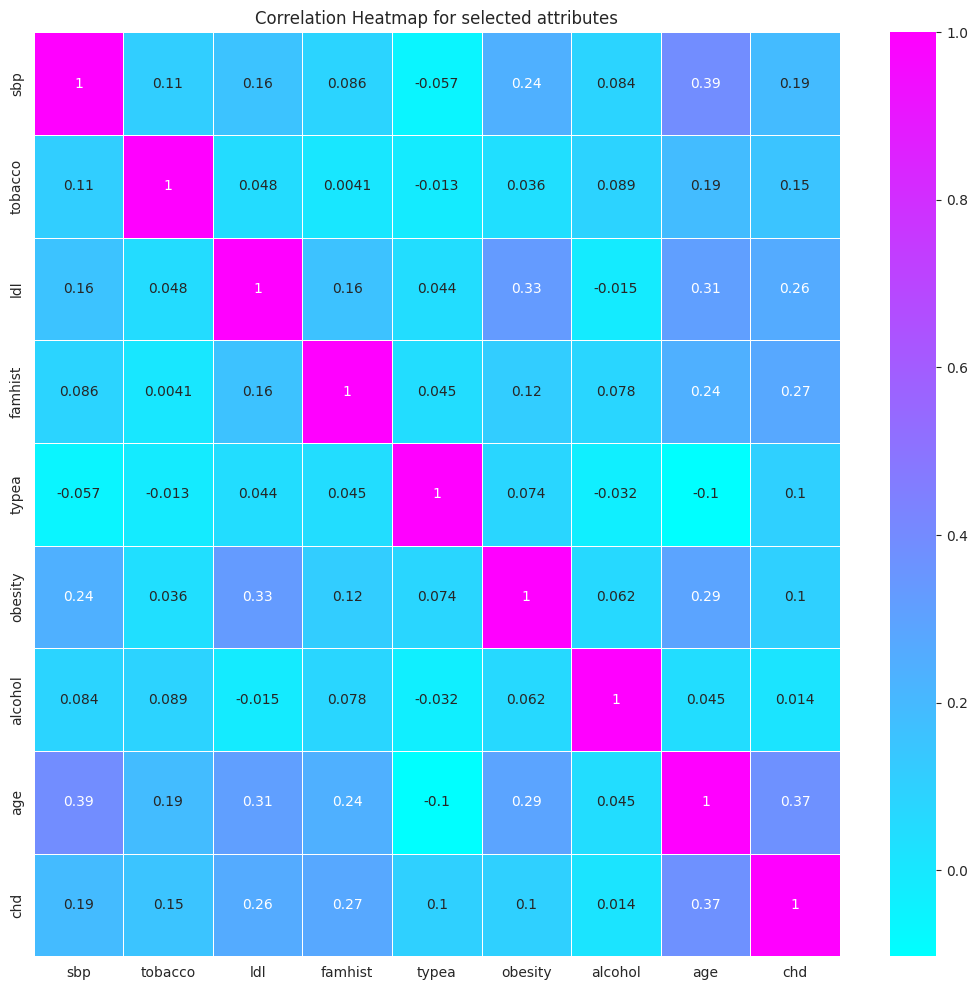 Correlation Heatmap for selected attributes
sbp 1 0.11 0.16 0.086 -0.057 0.24 0.084 0.39 0.19
tobacco 0.11 1 0.048 0.0041 -0.013 0.036 0.089 0.19 0.15
ldl 0.16 0.048 1 0.16 0.044 0.33 -0.015 0.31 0.26
famhist 0.086 0.0041 0.16 1 0.045 0.12 0.078 0.24 0.27
typea -0.057 -0.013 0.044 0.045 1 0.074 -0.032 -0.1 0.1
obesity 0.24 0.036 0.33 0.12 0.074 1 0.062 0.29 0.1
alcohol 0.084 0.089 -0.015 0.078 -0.032 0.062 1 0.045 0.014
age 0.39 0.19 0.31 0.24 -0.1 0.29 0.045 1 0.37
chd 0.19 0.15 0.26 0.27 0.1 0.1 0.014 0.37 1
sbp tobacco ldl famhist typea obesity alcohol age chd
1.0
0.8
0.6
0.4
0.2
0.0